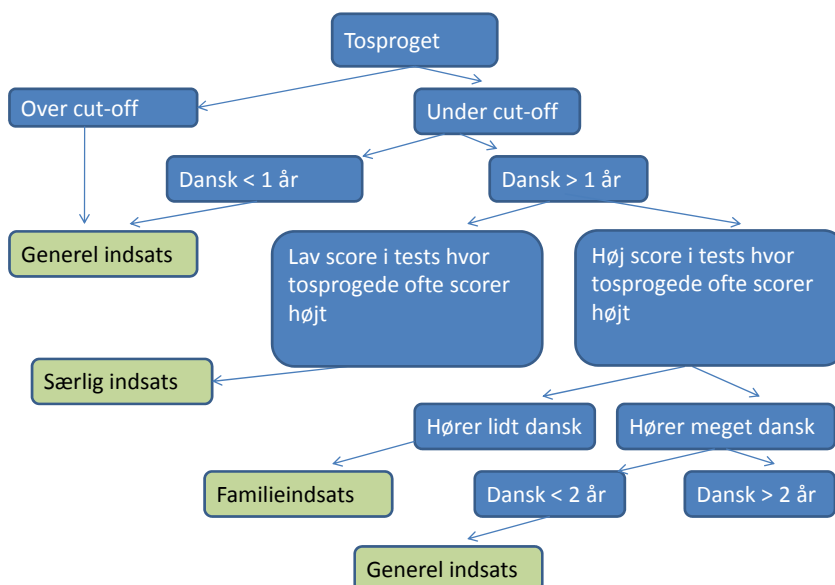 Tosproget
Over cut-off
Under cut-off
Dansk < 1 år
Dansk > 1 år
Generel indsats
Lav score i tests hvor
tosprogede ofte scorer
højt
Høj score i tests hvor
tosprogede ofte scorer
højt
Særlig indsats
Hører lidt dansk
Hører meget dansk
Familieindsats
Dansk < 2 år
Dansk > 2 år
Generel indsats